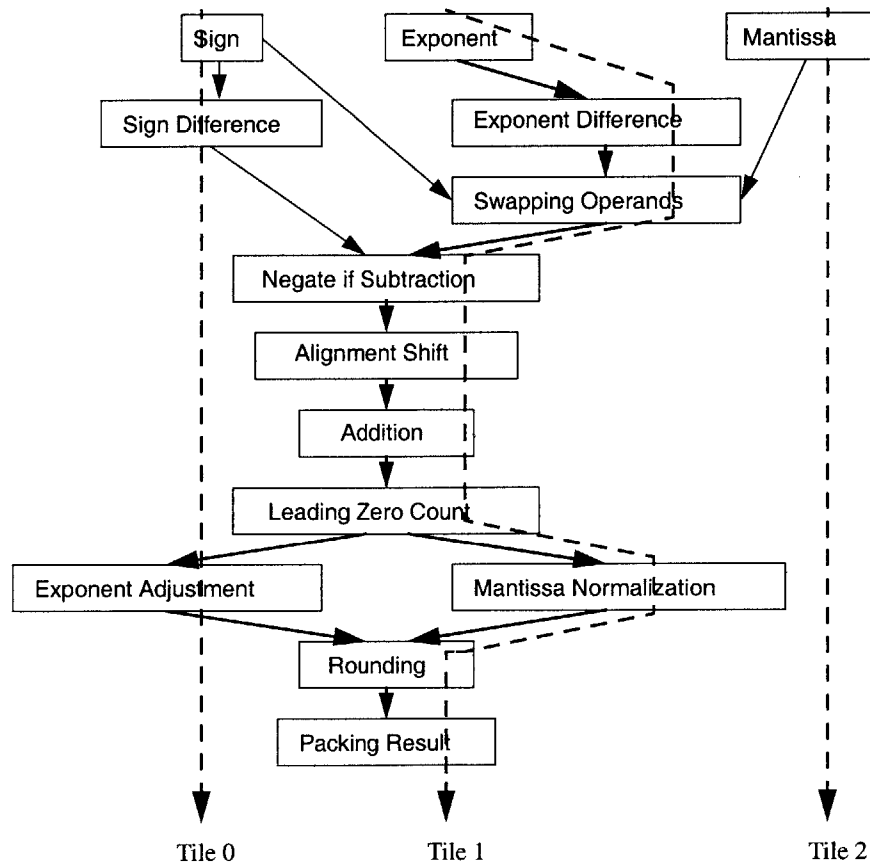 Sign
Exponent
Mantissa
Sign Difference
Exponent Difference
Swapping Operands
Negate if Subtraction
Alignment Shift
Addition
Leading Zero Count
Exponent Adjustment
Mantissa Normalization
Rounding
Packing Result
Tile 0
Tile 1
Tile 2